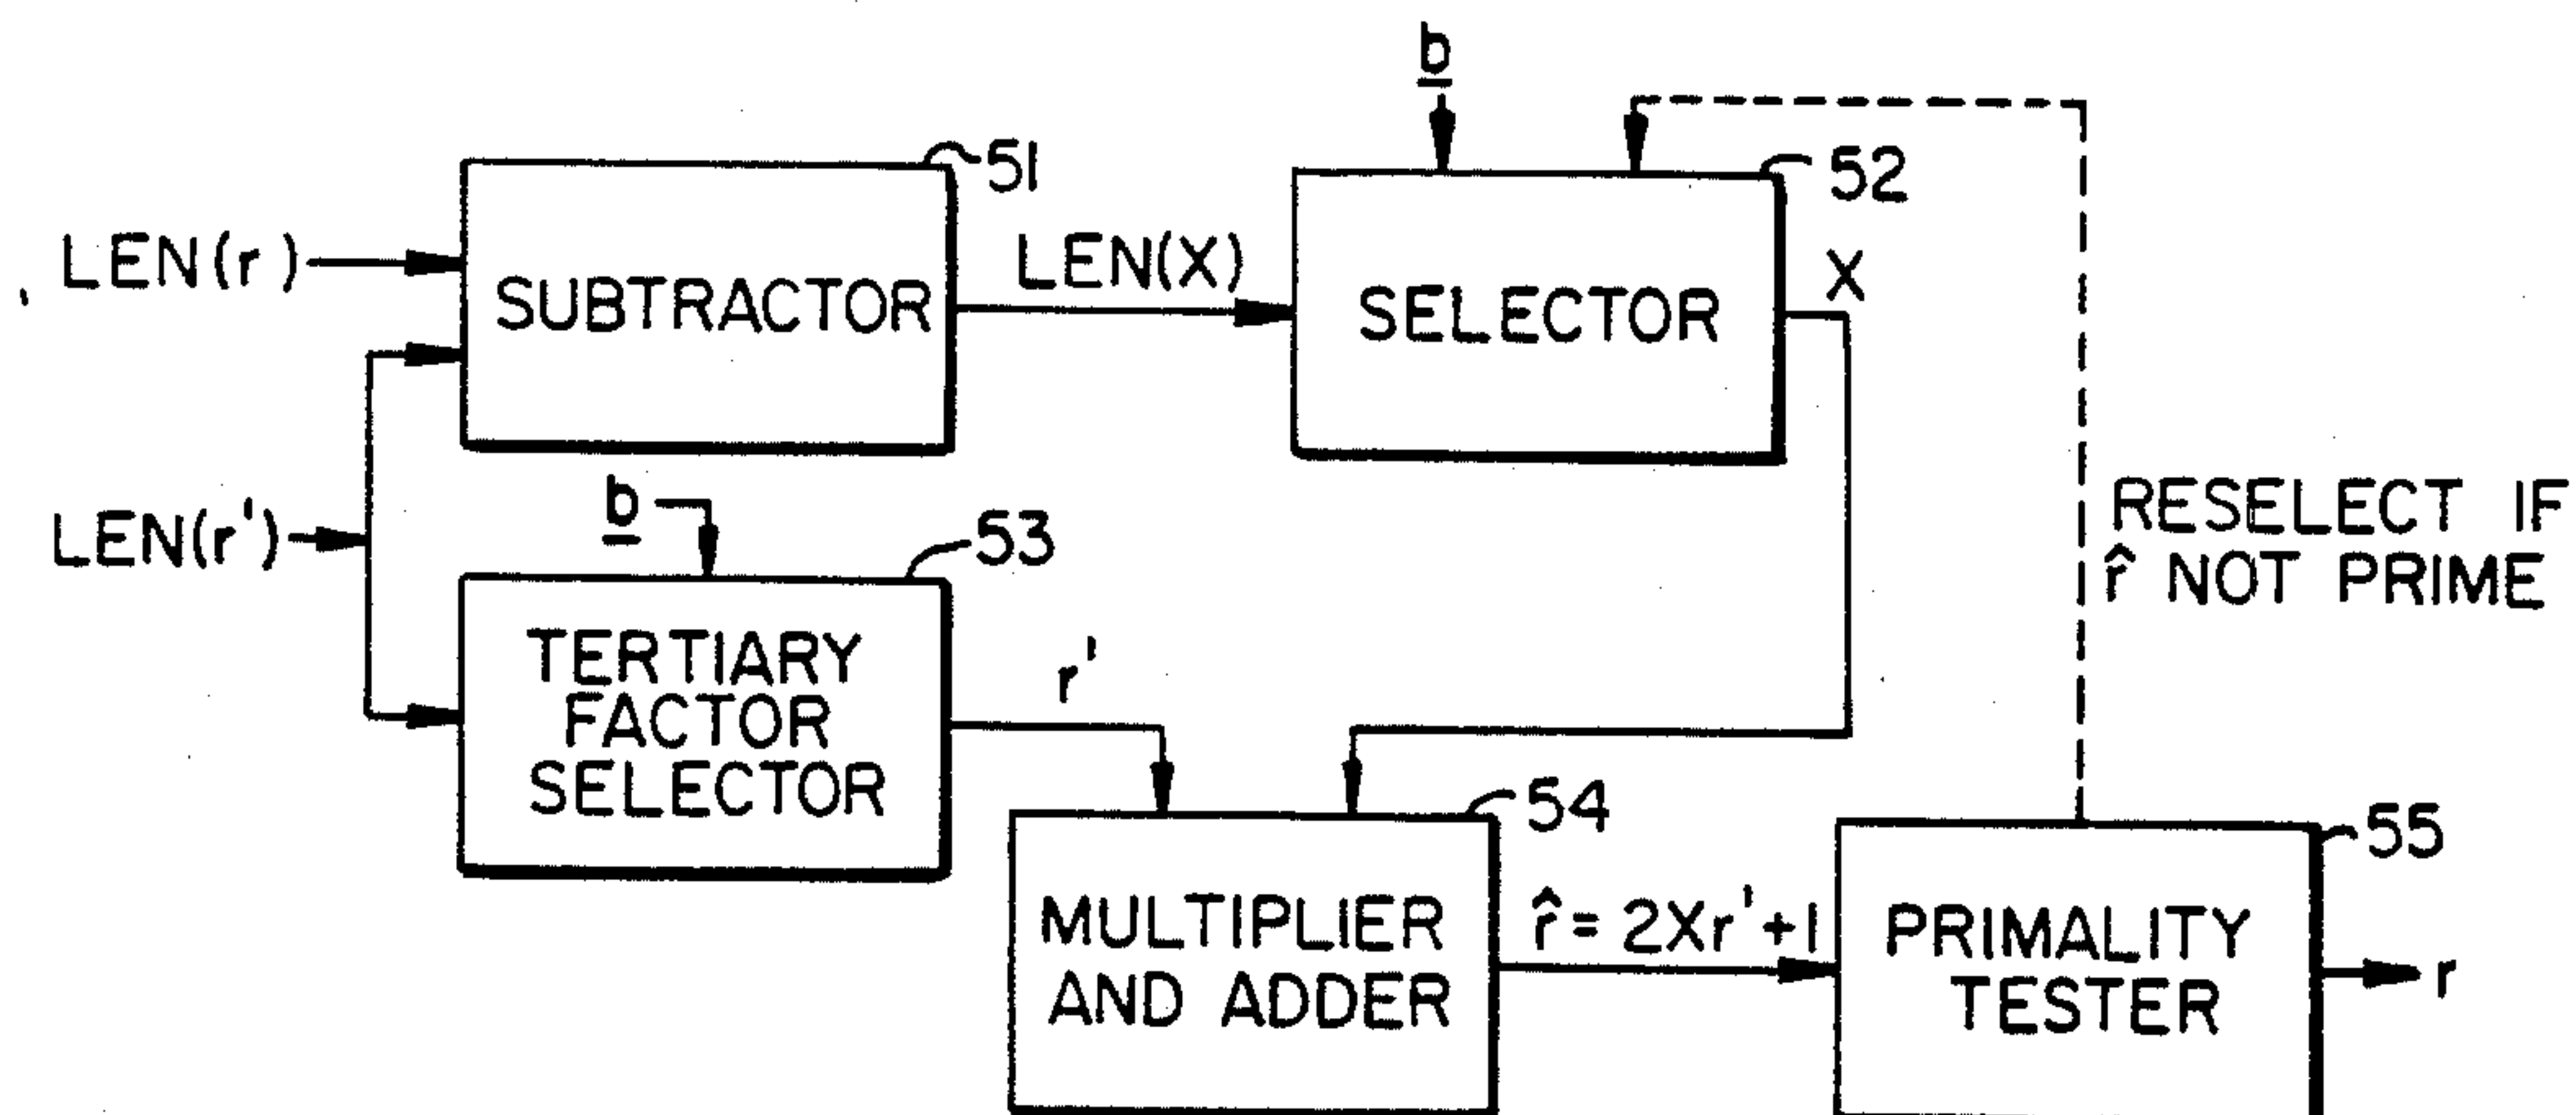 b
51
52
LEN(r)
SUBTRACTOR
LEN(X)
SELECTOR
X
LEN(r')
b
53
RESELECT IF
r̂ NOT PRIME
TERTIARY
FACTOR
SELECTOR
r'
54
55
MULTIPLIER
AND ADDER
r̂ = 2Xr'+1
PRIMALITY
TESTER
r